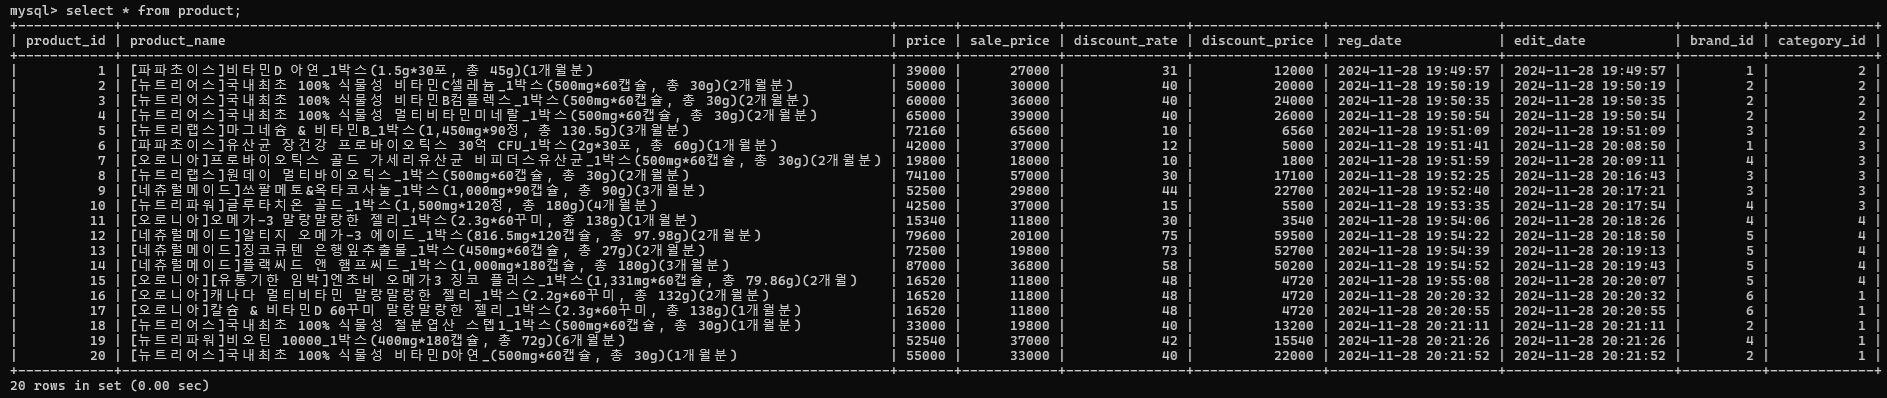 mysql> select * from product;
+------------+--------------------------------------------------------------------------------------------------+-------+------------+---------------+----------------+---------------------+---------------------+----------+-------------+
| product_id | product_name | price | sale_price | discount_rate | discount_price | reg_date | edit_date | brand_id | category_id |
+------------+--------------------------------------------------------------------------------------------------+-------+------------+---------------+----------------+---------------------+---------------------+----------+-------------+
| 1 | [파파초이스]비타민D 아연_1박스(1.5g*30포, 총 45g)(1개월분) | 39000 | 27000 | 31 | 12000 | 2024-11-28 19:49:57 | 2024-11-28 19:49:57 | 1 | 2 |
| 2 | [뉴트리어스]국내최초 100% 식물성 비타민C셀레늄_1박스(500mg*60캡슐, 총 30g)(2개월분) | 50000 | 30000 | 40 | 20000 | 2024-11-28 19:50:19 | 2024-11-28 19:50:19 | 2 | 2 |
| 3 | [뉴트리어스]국내최초 100% 식물성 비타민B컴플렉스_1박스(500mg*60캡슐, 총 30g)(2개월분) | 60000 | 36000 | 40 | 24000 | 2024-11-28 19:50:35 | 2024-11-28 19:50:35 | 2 | 2 |
| 4 | [뉴트리어스]국내최초 100% 식물성 멀티비타민미네랄_1박스(500mg*60캡슐, 총 30g)(2개월분) | 65000 | 39000 | 40 | 26000 | 2024-11-28 19:50:54 | 2024-11-28 19:50:54 | 2 | 2 |
| 5 | [뉴트리랩스]마그네슘 & 비타민B_1박스(1,450mg*90정, 총 130.5g)(3개월분) | 72160 | 65600 | 10 | 6560 | 2024-11-28 19:51:09 | 2024-11-28 19:51:09 | 3 | 2 |
| 6 | [파파초이스]유산균 장건강 프로바이오틱스 30억 CFU_1박스(2g*30포, 총 60g)(1개월분) | 42000 | 37000 | 12 | 5000 | 2024-11-28 19:51:41 | 2024-11-28 20:08:50 | 1 | 3 |
| 7 | [오로니아]프로바이오틱스 골드 가세리유산균 비피더스유산균_1박스(500mg*60캡슐, 총 30g)(2개월분) | 19800 | 18000 | 10 | 1800 | 2024-11-28 19:51:59 | 2024-11-28 20:09:11 | 4 | 3 |
| 8 | [뉴트리랩스]원데이 멀티바이오틱스_1박스(500mg*60캡슐, 총 30g)(2개월분) | 74100 | 57000 | 30 | 17100 | 2024-11-28 19:52:25 | 2024-11-28 20:16:43 | 3 | 3 |
| 9 | [네츄럴메이드]쏘팔메토&옥타코사놀_1박스(1,000mg*90캡슐, 총 90g)(3개월분) | 52500 | 29800 | 44 | 22700 | 2024-11-28 19:52:40 | 2024-11-28 20:17:21 | 3 | 3 |
| 10 | [뉴트리파워]글루타치온 골드_1박스(1,500mg*120정, 총 180g)(4개월분) | 42500 | 37000 | 15 | 5500 | 2024-11-28 19:53:35 | 2024-11-28 20:17:54 | 4 | 3 |
| 11 | [오로니아]오메가-3 말랑말랑한 젤리_1박스(2.3g*60꾸미, 총 138g)(1개월분) | 15340 | 11800 | 30 | 3540 | 2024-11-28 19:54:06 | 2024-11-28 20:18:26 | 4 | 4 |
| 12 | [네츄럴메이드]알티지 오메가-3 에이드_1박스(816.5mg*120캡슐, 총 97.98g)(2개월분) | 79600 | 20100 | 75 | 59500 | 2024-11-28 19:54:22 | 2024-11-28 20:18:50 | 5 | 4 |
| 13 | [네츄럴메이드]징코큐텐 은행잎추출물_1박스(450mg*60캡슐, 총 27g)(2개월분) | 72500 | 19800 | 73 | 52700 | 2024-11-28 19:54:39 | 2024-11-28 20:19:13 | 5 | 4 |
| 14 | [네츄럴메이드]플랙씨드 앤 햄프씨드_1박스(1,000mg*180캡슐, 총 180g)(3개월분) | 87000 | 36800 | 58 | 50200 | 2024-11-28 19:54:52 | 2024-11-28 20:19:43 | 5 | 4 |
| 15 | [오로니아][유통기한 임박]앤초비 오메가3 징코 플러스_1박스(1,331mg*60캡슐, 총 79.86g)(2개월) | 16520 | 11800 | 48 | 4720 | 2024-11-28 19:55:08 | 2024-11-28 20:20:07 | 5 | 4 |
| 16 | [오로니아]캐나다 멀티비타민 말랑말랑한 젤리_1박스(2.2g*60꾸미, 총 132g)(2개월분) | 16520 | 11800 | 48 | 4720 | 2024-11-28 20:20:32 | 2024-11-28 20:20:32 | 6 | 1 |
| 17 | [오로니아]칼슘 & 비타민D 60꾸미 말랑말랑한 젤리_1박스(2.3g*60꾸미, 총 138g)(1개월분) | 16520 | 11800 | 48 | 4720 | 2024-11-28 20:20:55 | 2024-11-28 20:20:55 | 6 | 1 |
| 18 | [뉴트리어스]국내최초 100% 식물성 철분엽산 스텝1_1박스(500mg*60캡슐, 총 30g)(1개월분) | 33000 | 19800 | 40 | 13200 | 2024-11-28 20:21:11 | 2024-11-28 20:21:11 | 2 | 1 |
| 19 | [뉴트리파워]비오틴 10000_1박스(400mg*180캡슐, 총 72g)(6개월분) | 52540 | 37000 | 42 | 15540 | 2024-11-28 20:21:26 | 2024-11-28 20:21:26 | 4 | 1 |
| 20 | [뉴트리어스]국내최초 100% 식물성 비타민D아연_(500mg*60캡슐, 총 30g)(1개월분) | 55000 | 33000 | 40 | 22000 | 2024-11-28 20:21:52 | 2024-11-28 20:21:52 | 2 | 1 |
+------------+--------------------------------------------------------------------------------------------------+-------+------------+---------------+----------------+---------------------+---------------------+----------+-------------+
20 rows in set (0.00 sec)